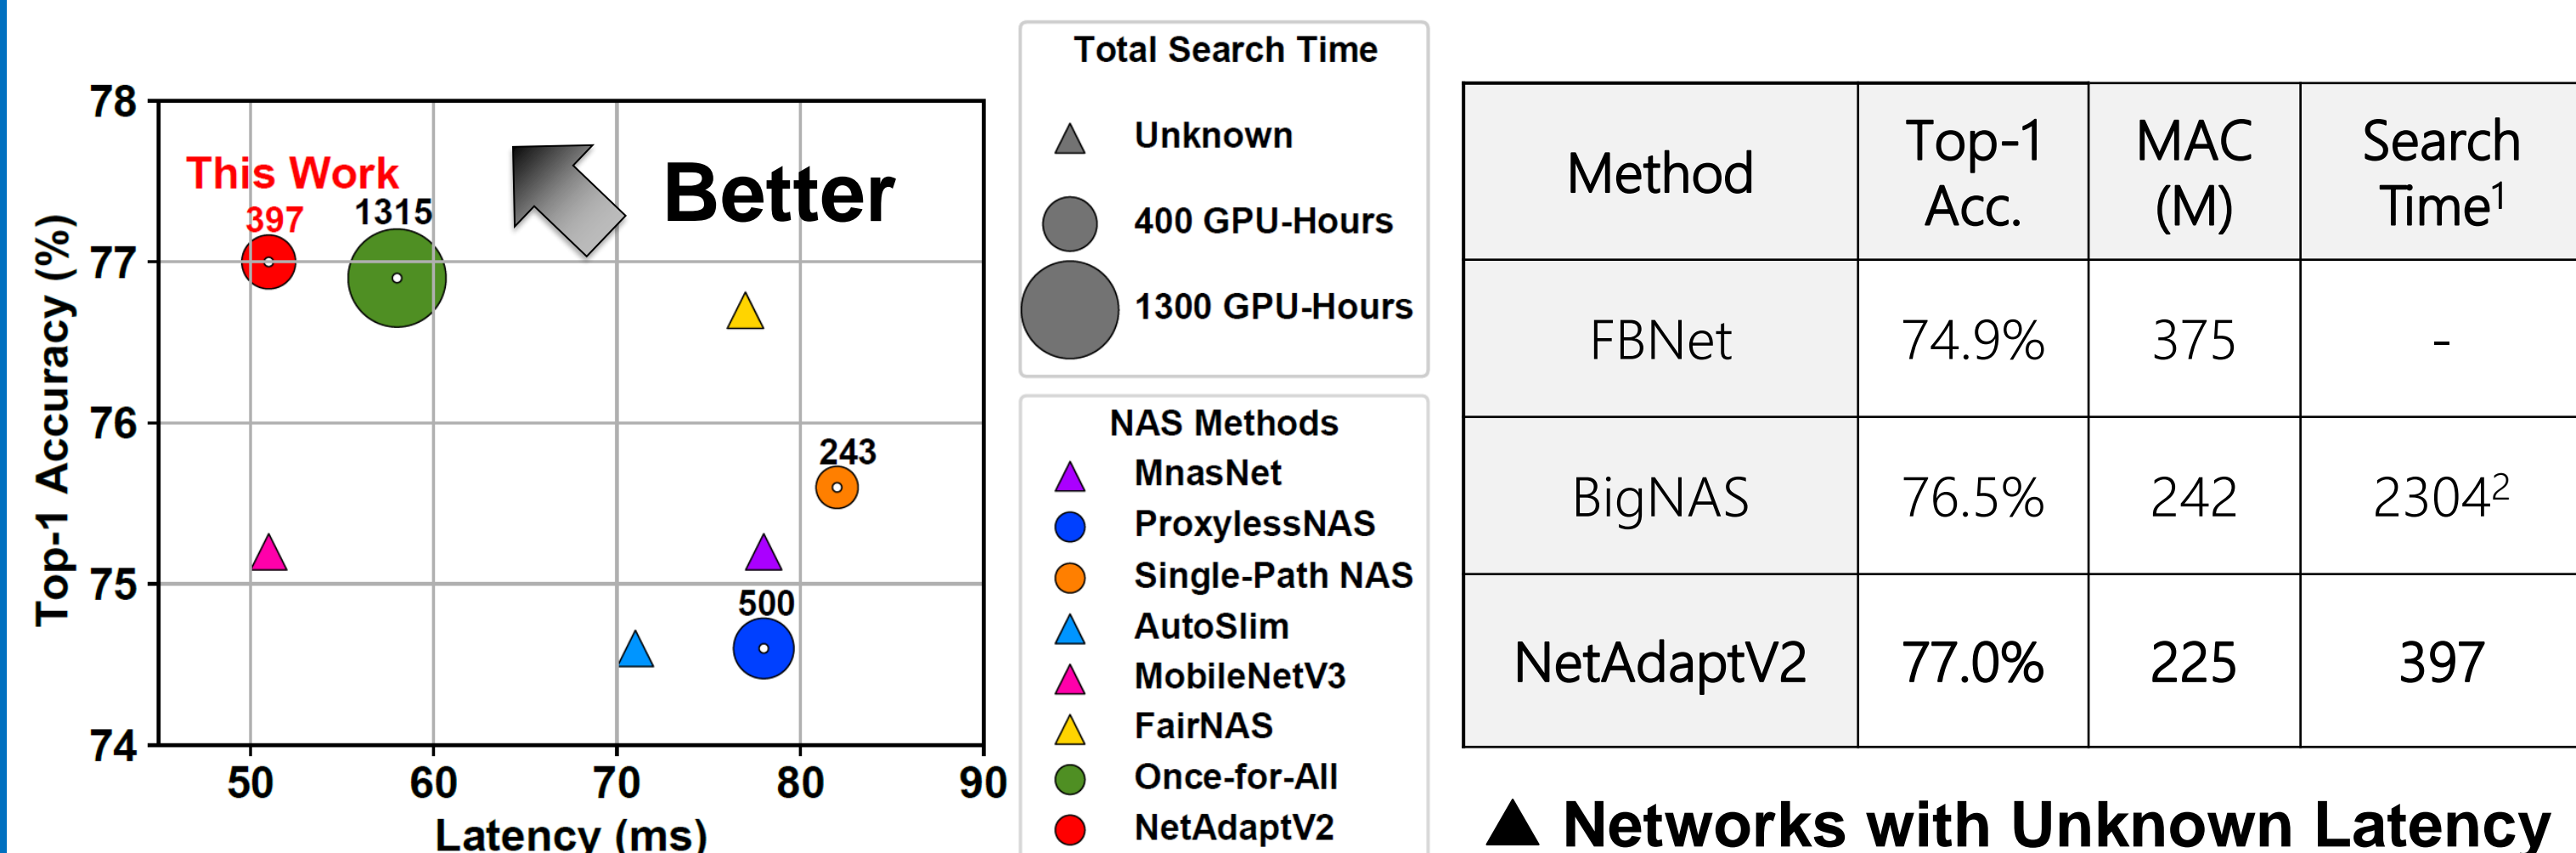 78
77
76
75
74
Top-1 Accuracy (%)
This Work
397
1315
Better
243
500
50 60 70 80 90
Latency (ms)
Total Search Time
Unknown
400 GPU-Hours
1300 GPU-Hours
NAS Methods
MnasNet
ProxylessNAS
Single-Path NAS
AutoSlim
MobileNetV3
FairNAS
Once-for-All
NetAdaptV2
Method Top-1 Acc. MAC (M) Search Time¹
FBNet 74.9% 375 -
BigNAS 76.5% 242 2304²
NetAdaptV2 77.0% 225 397
▲ Networks with Unknown Latency